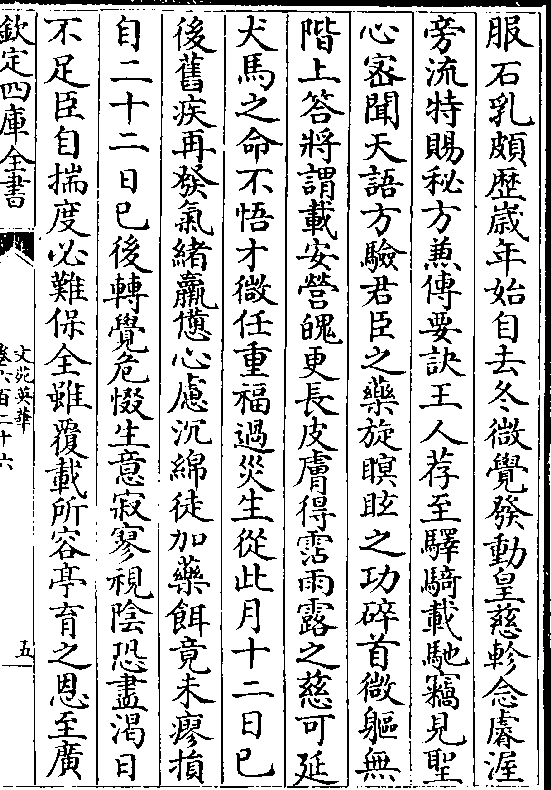 服石乳頗歴歳年始自去冬微覺發動皇慈軫念睿渥
旁流特賜秘方兼傳要訣王人荐至驛騎載馳竊見聖
心密聞天語方驗君臣之藥旋瞑眩之功碎首微軀無
階上答將謂載安營魄更長皮膚得霑雨露之慈可延
犬馬之命不悟才微任重福過災生從此月十二日已
後舊疾再發氣緒羸憊心慮沉綿徒加藥餌竟未瘳損
自二十二日已後轉覺危惙生意寂寥視陰恐盡渴日
不足臣自揣度必難保全雖覆載所容亭育之恩至廣
欽定四庫全書
文苑英華
卷六百二十六
五